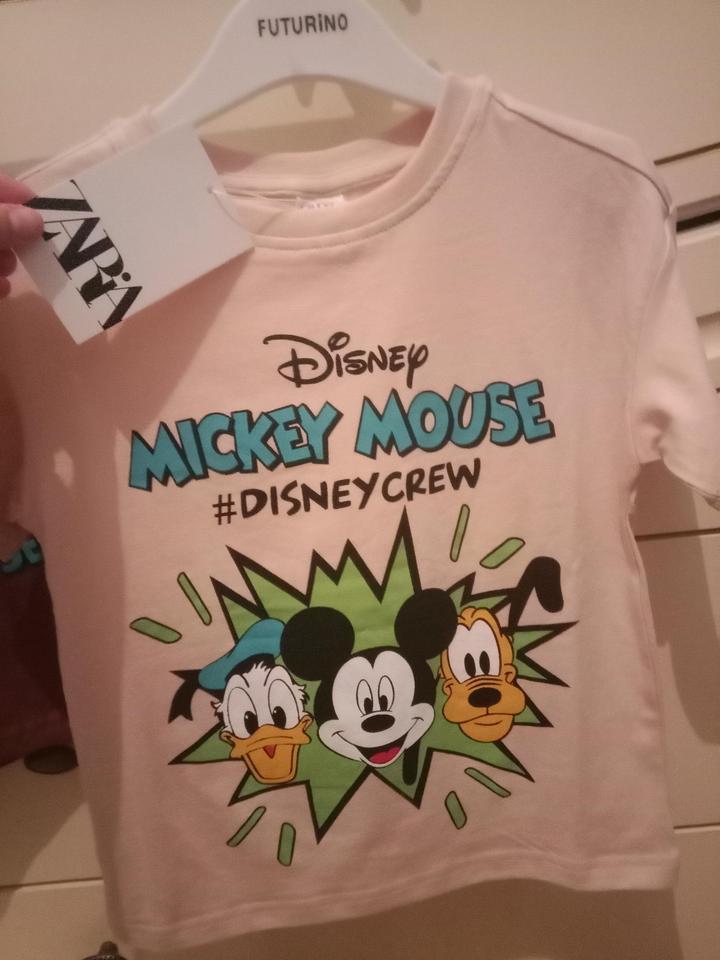 FUTURiNO
ZARA
Disney
MICKEY MOUSE
#DISNEYCREW